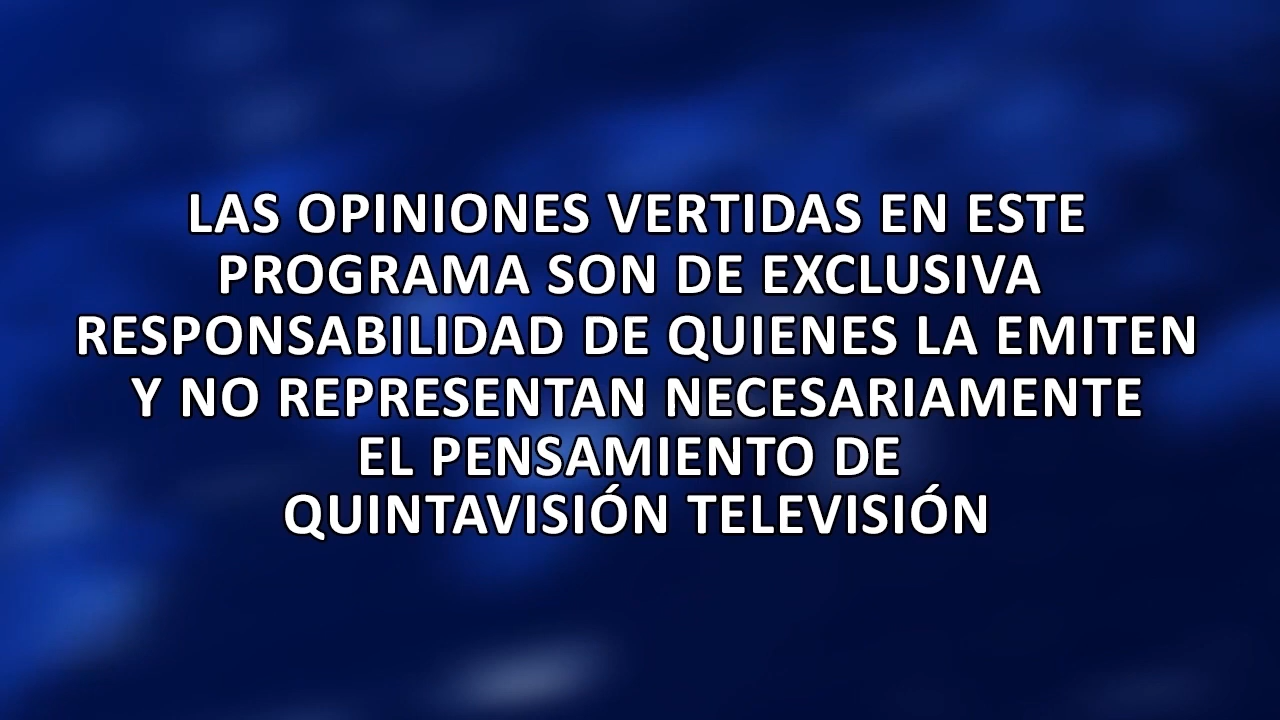 LAS OPINIONES VERTIDAS EN ESTE
PROGRAMA SON DE EXCLUSIVA
RESPONSABILIDAD DE QUIENES LA EMITEN
Y NO REPRESENTAN NECESARIAMENTE
EL PENSAMIENTO DE
QUINTAVISIÓN TELEVISIÓN